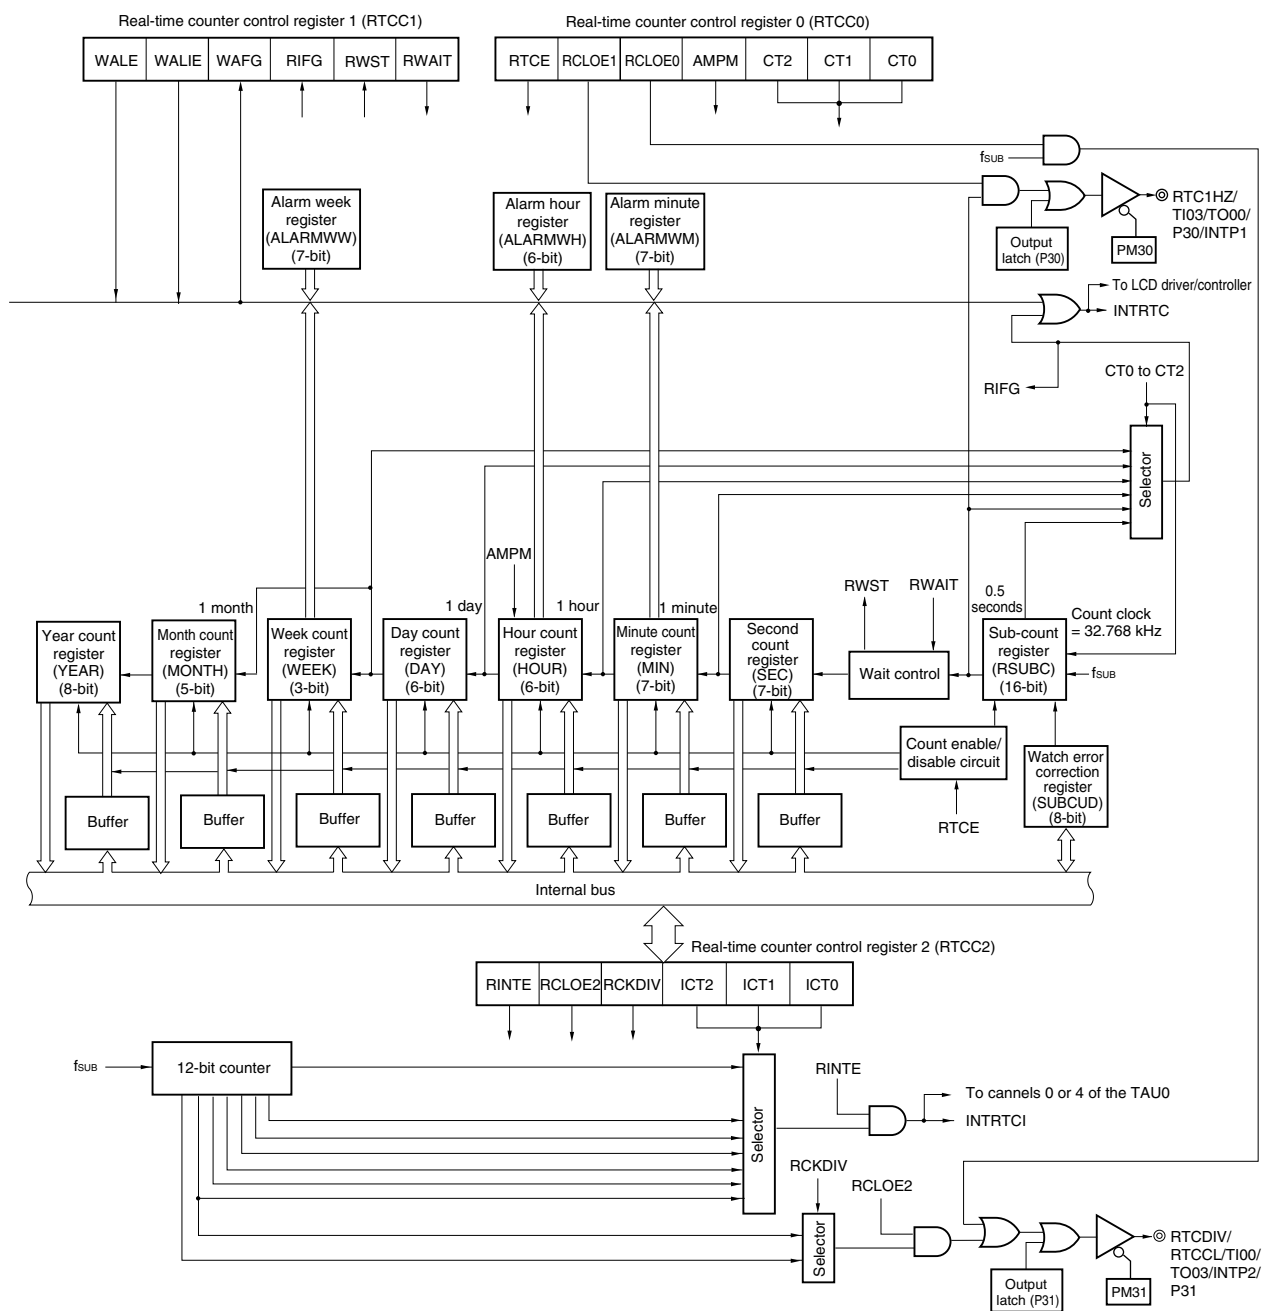 Real-time counter control register 1 (RTCC1)
WALE WALIE WAFG RIFG RWST RWAIT
Real-time counter control register 0 (RTCC0)
RTCE RCLOE1 RCLOE0 AMPM CT2 CT1 CT0
fSUB
RTC1HZ/
TI03/TO00/
P30/INTP1
Output
latch (P30)
PM30
Alarm week
register
(ALARMWW)
(7-bit)
Alarm hour
register
(ALARMWH)
(6-bit)
Alarm minute
register
(ALARMWM)
(7-bit)
To LCD driver/controller
INTRTC
RIFG
CT0 to CT2
Selector
AMPM
RWST
RWAIT
0.5
seconds
Count clock
= 32.768 kHz
fSUB
1 month
1 day
1 hour
1 minute
Year count
register
(YEAR)
(8-bit)
Month count
register
(MONTH)
(5-bit)
Week count
register
(WEEK)
(3-bit)
Day count
register
(DAY)
(6-bit)
Hour count
register
(HOUR)
(6-bit)
Minute count
register
(MIN)
(7-bit)
Second
count
register
(SEC)
(7-bit)
Wait control
Sub-count
register
(RSUBC)
(16-bit)
Count enable/
disable circuit
RTCE
Watch error
correction
register
(SUBCUD)
(8-bit)
Buffer
Buffer
Buffer
Buffer
Buffer
Buffer
Buffer
Internal bus
Real-time counter control register 2 (RTCC2)
RINTE RCLOE2 RCKDIV ICT2 ICT1 ICT0
fSUB
12-bit counter
Selector
RINTE
To cannels 0 or 4 of the TAU0
INTRTCI
RCKDIV
Selector
RCLOE2
Output
latch (P31)
PM31
RTCDIV/
RTCCL/TI00/
TO03/INTP2/
P31